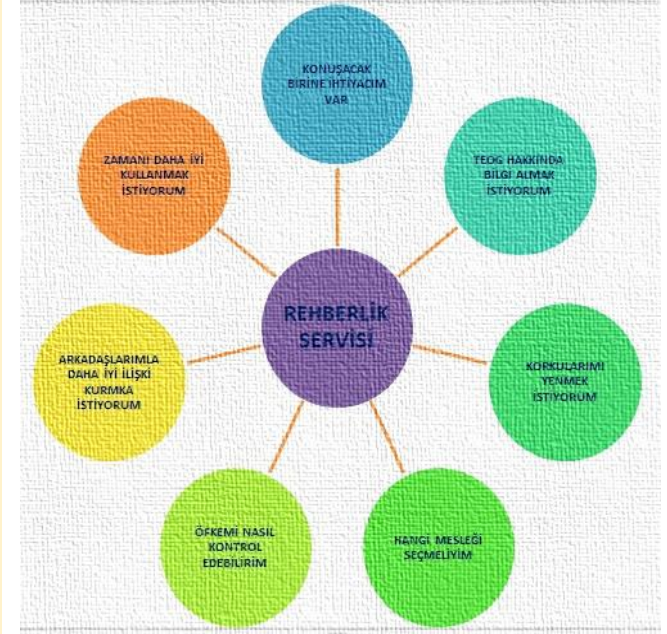 KONUŞACAK
BİRİNE İHTİYACIM
VAR
TEOG HAKKINDA
BİLGİ ALMAK
İSTİYORUM
KORKULARIMI
YENMEK
İSTİYORUM
HANGİ MESLEĞİ
SEÇMELİYİM
ÖFKEMİ NASIL
KONTROL
EDEBİLİRİM
ARKADAŞLARIMLA
DAHA İYİ İLİŞKİ
KURMKA
İSTİYORUM
ZAMANI DAHA İYİ
KULLANMAK
İSTİYORUM
REHBERLİK
SERVİSİ